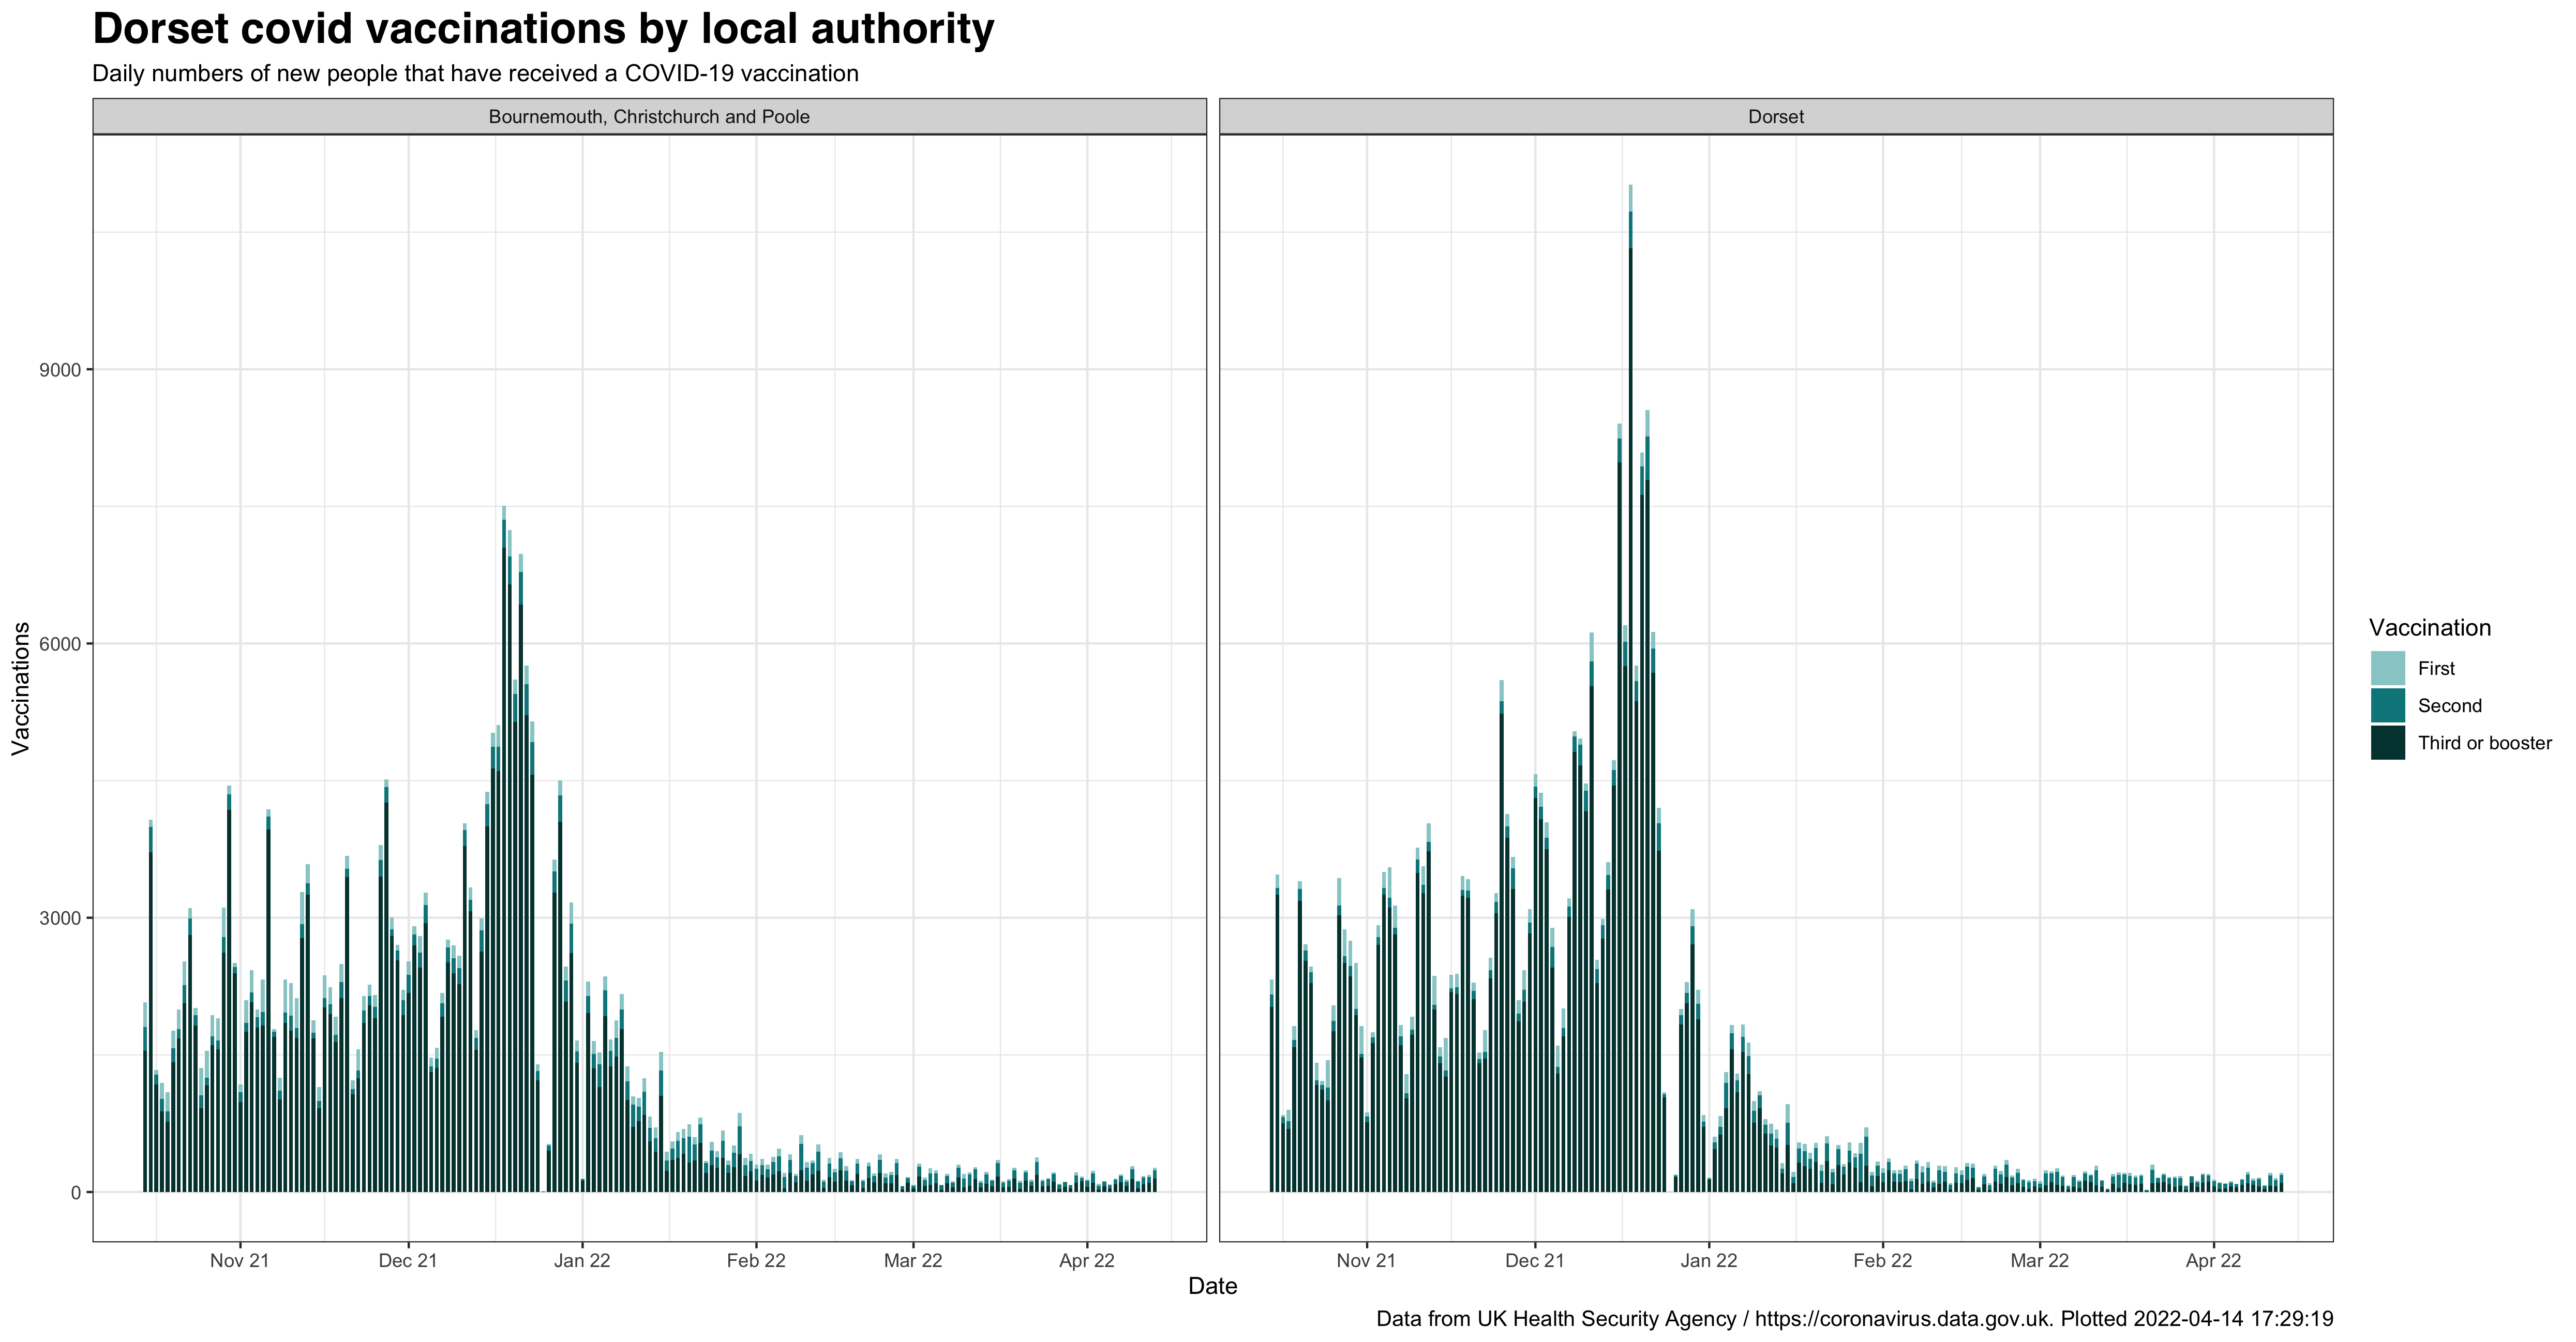 Dorset covid vaccinations by local authority
Daily numbers of new people that have received a COVID-19 vaccination
Bournemouth, Christchurch and Poole
Dorset
Vaccinations
9000
6000
3000
0
Nov 21
Dec 21
Jan 22
Feb 22
Mar 22
Apr 22
Nov 21
Dec 21
Jan 22
Feb 22
Mar 22
Apr 22
Date
Vaccination
First
Second
Third or booster
Data from UK Health Security Agency / https://coronavirus.data.gov.uk. Plotted 2022-04-14 17:29:19